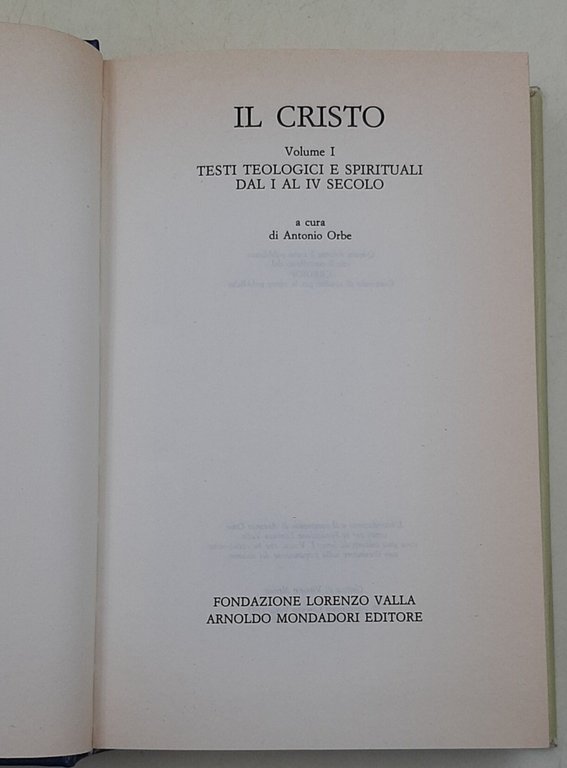 IL CRISTO
Volume I
TESTI TEOLOGICI E SPIRITUALI
DAL I AL IV SECOLO
a cura
di Antonio Orbe
FONDAZIONE LORENZO VALLA
ARNOLDO MONDADORI EDITORE